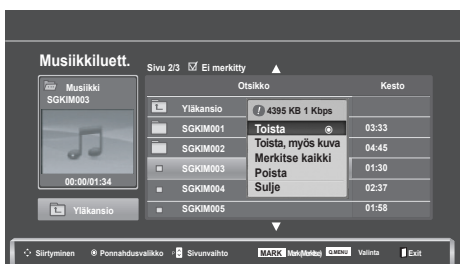 Musiikkiluett.
Sivu 2/3 Ei merkitty
Musiikki
SGKIM003
00:00/01:34
Yläkansio
Otsikko Kesto
Yläkansio
SGKIM001 03:33
SGKIM002 04:45
SGKIM003 01:30
SGKIM004 02:37
SGKIM005 01:58
4395 KB 1 Kbps
Toista
Toista, myös kuva
Merkitse kaikki
Poista
Sulje
Siirtyminen Ponnahdusvalikko Sivunvaihto MARK Q.MENU Valinta Exit